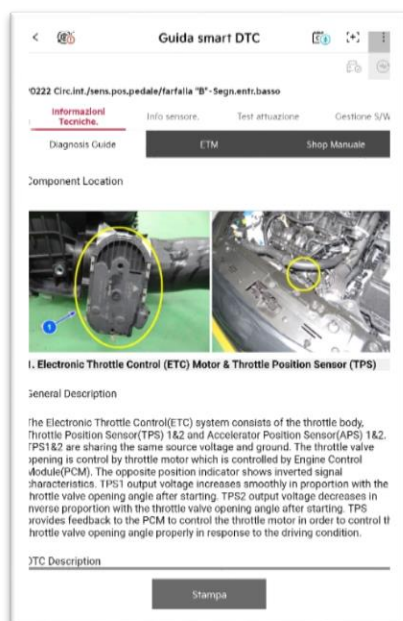 Guida smart DTC
0222 Circ.int./sens.pos.pedale/farfalla "B"-Segn.entr.basso
Informazioni
Tecniche.
Info sensore.
Test attuazione
Gestione S/W
Diagnosis Guide
ETM
Shop Manuale
Component Location
1
1. Electronic Throttle Control (ETC) Motor & Throttle Position Sensor (TPS)
General Description
The Electronic Throttle Control(ETC) system consists of the throttle body,
Throttle Position Sensor(TPS) 1&2 and Accelerator Position Sensor(APS) 1&2.
TPS1&2 are sharing the same source voltage and ground. The throttle valve
opening is control by throttle motor which is controlled by Engine Control
Module(PCM). The opposite position indicator shows inverted signal
characteristics. TPS1 output voltage increases smoothly in proportion with the
throttle valve opening angle after starting. TPS2 output voltage decreases in
inverse proportion with the throttle valve opening angle after starting. TPS
provides feedback to the PCM to control the throttle motor in order to control th
throttle valve opening angle properly in response to the driving condition.
DTC Description
Stampa